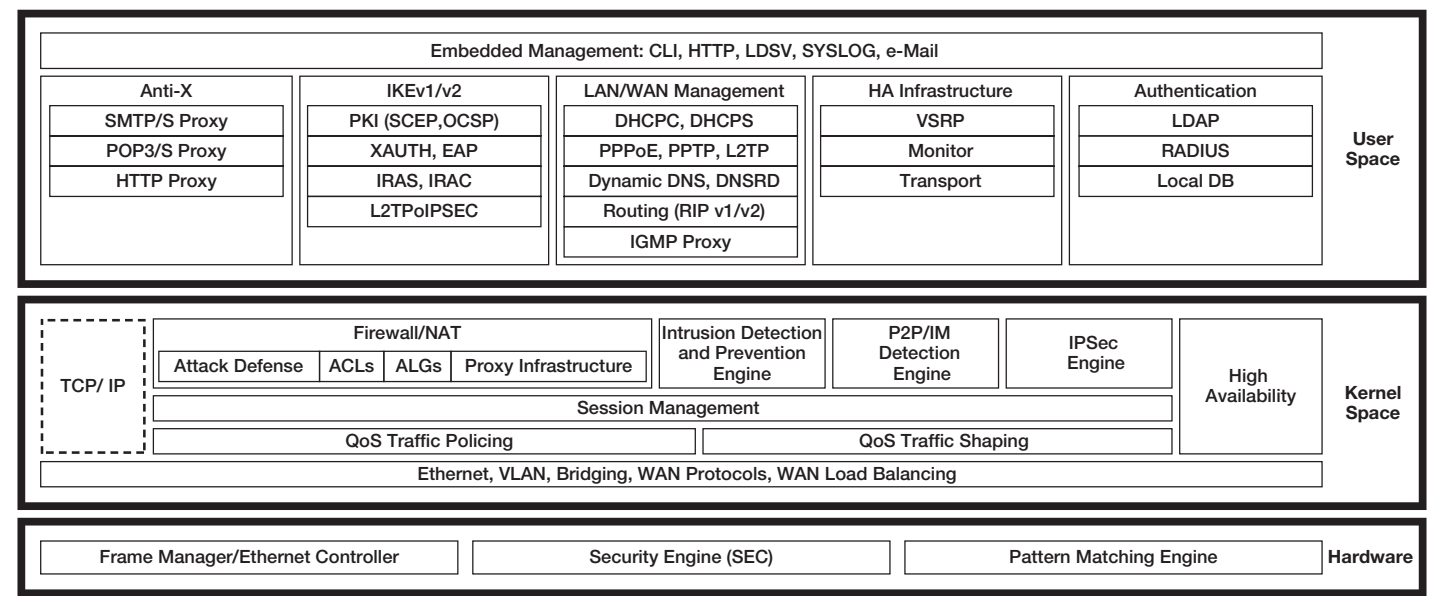 Embedded Management: CLI, HTTP, LDSV, SYSLOG, e-Mail
Anti-X
SMTP/S Proxy
POP3/S Proxy
HTTP Proxy
IKEv1/v2
PKI (SCEP,OCSP)
XAUTH, EAP
IRAS, IRAC
L2TPoIPSEC
LAN/WAN Management
DHCPC, DHCPS
PPPoE, PPTP, L2TP
Dynamic DNS, DNSRD
Routing (RIP v1/v2)
IGMP Proxy
HA Infrastructure
VSRP
Monitor
Transport
Authentication
LDAP
RADIUS
Local DB
User
Space
TCP/ IP
Firewall/NAT
Attack Defense
ACLs
ALGs
Proxy Infrastructure
Intrusion Detection
and Prevention
Engine
P2P/IM
Detection
Engine
IPSec
Engine
High
Availability
Session Management
QoS Traffic Policing
QoS Traffic Shaping
Ethernet, VLAN, Bridging, WAN Protocols, WAN Load Balancing
Kernel
Space
Frame Manager/Ethernet Controller
Security Engine (SEC)
Pattern Matching Engine
Hardware